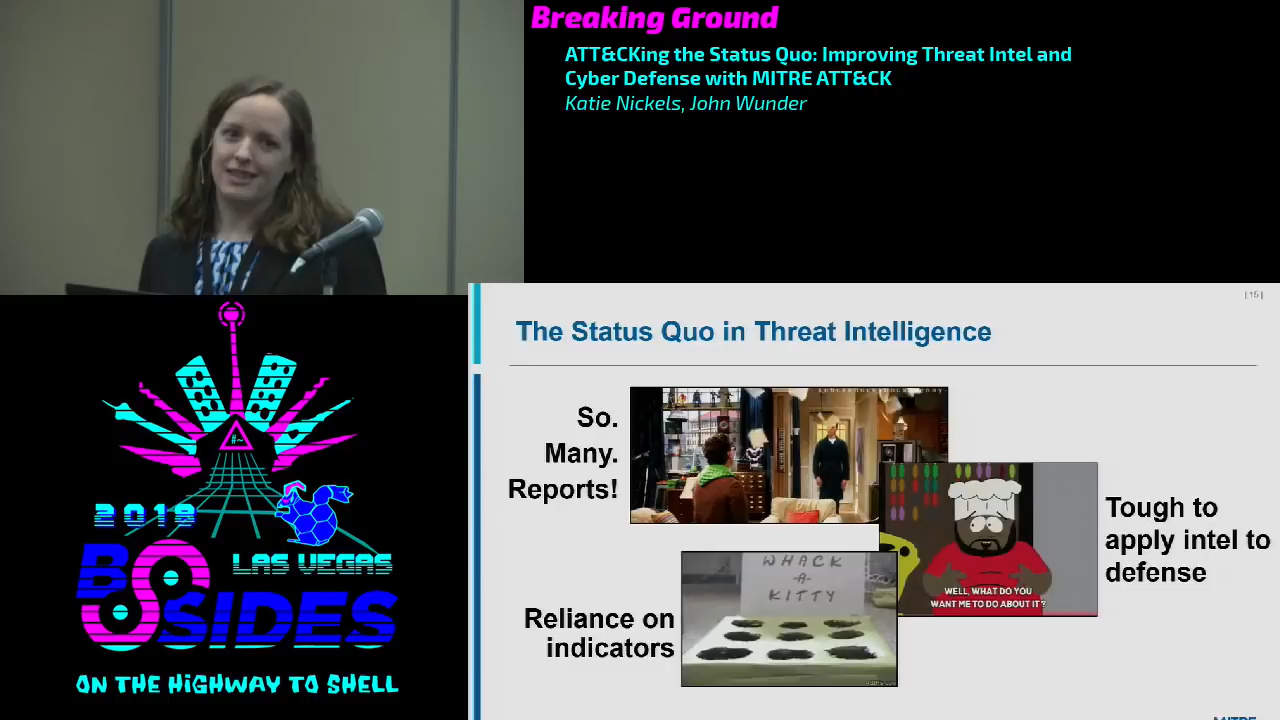 Breaking Ground
ATT&CKing the Status Quo: Improving Threat Intel and
Cyber Defense with MITRE ATT&CK
Katie Nickels, John Wunder
| 15 |
The Status Quo in Threat Intelligence
So.
Many.
Reports!
Tough to
apply intel to
defense
WELL, WHAT DO YOU
WANT ME TO DO ABOUT IT?
WHACK
-A-
KITTY
Reliance on
indicators
MITRE
#~
2018
LAS VEGAS
BSIDES
ON THE HIGHWAY TO SHELL